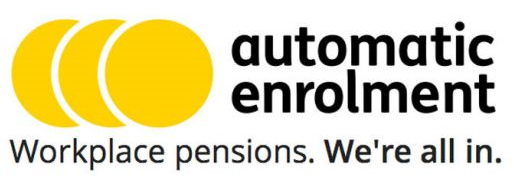 automatic
enrolment
Workplace pensions. We're all in.